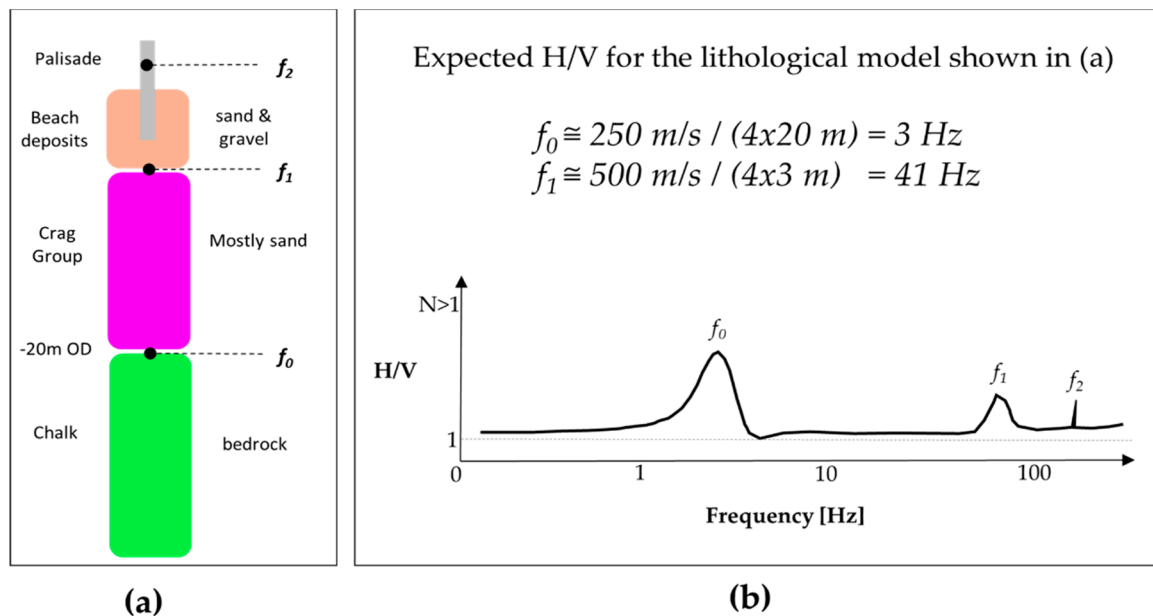 Palisade
f2
Beach
deposits
sand &
gravel
f1
Crag
Group
Mostly sand
-20m OD
f0
Chalk
bedrock
(a)
Expected H/V for the lithological model shown in (a)
f0 ≅ 250 m/s / (4x20 m) = 3 Hz
f1 ≅ 500 m/s / (4x3 m) = 41 Hz
N>1
H/V
1
f0
f1
f2
0
1
10
100
Frequency [Hz]
(b)